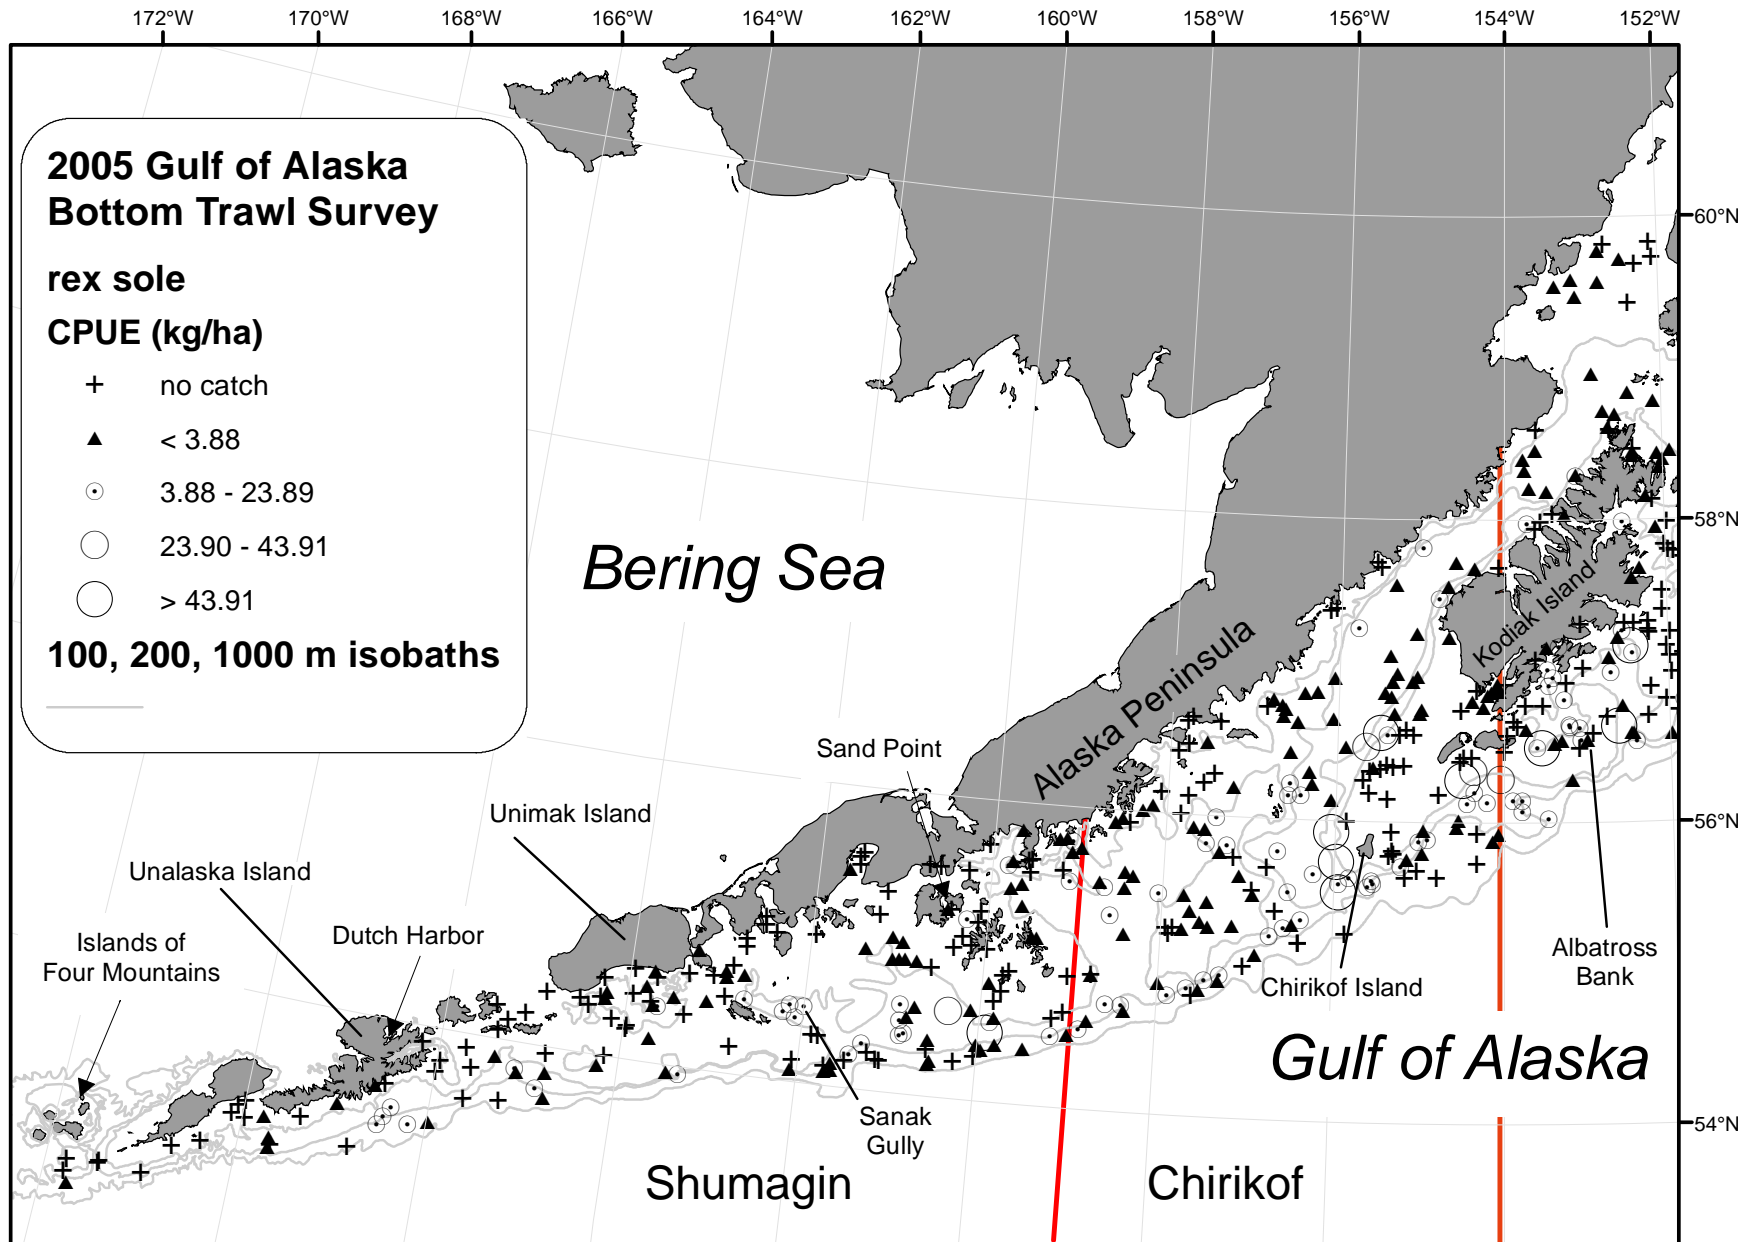 172°W
170°W
168°W
166°W
164°W
162°W
160°W
158°W
156°W
154°W
152°W
2005 Gulf of Alaska
Bottom Trawl Survey
rex sole
CPUE (kg/ha)
no catch
< 3.88
3.88 - 23.89
23.90 - 43.91
> 43.91
100, 200, 1000 m isobaths
60°N
58°N
56°N
54°N
Bering Sea
Alaska Peninsula
Kodiak Island
Sand Point
Unimak Island
Unalaska Island
Dutch Harbor
Islands of
Four Mountains
Sanak
Gully
Chirikof Island
Albatross
Bank
Gulf of Alaska
Shumagin
Chirikof